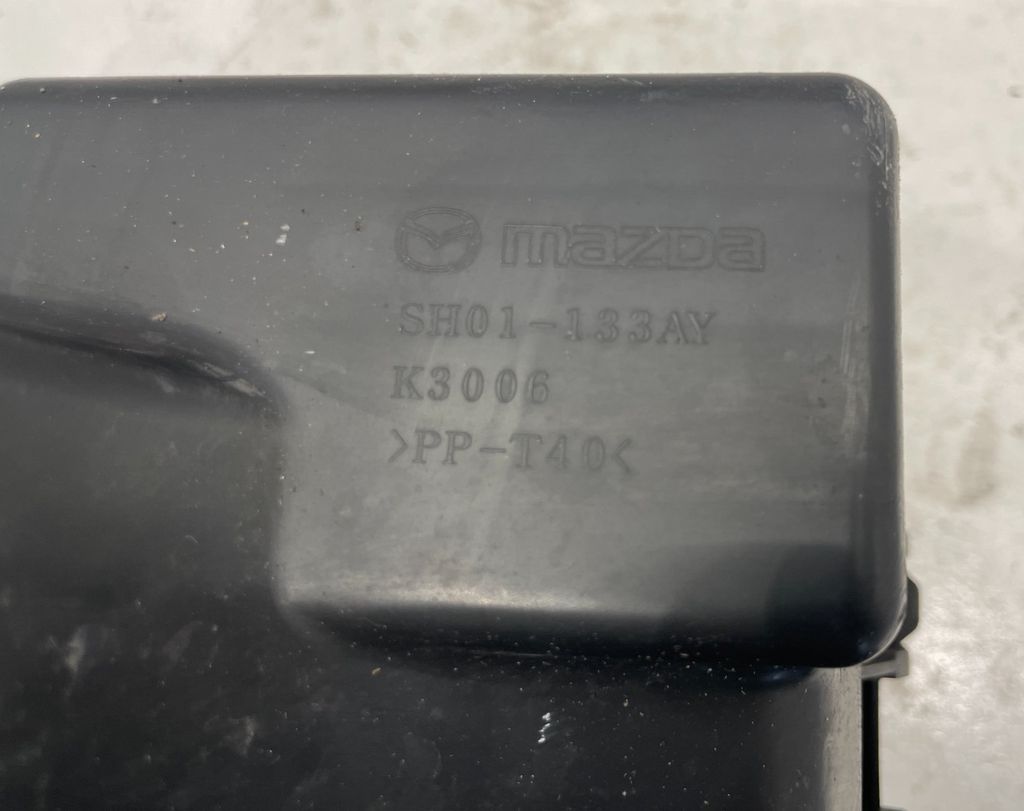 mazda
SH01-133AY
K3006
>PP-T40<